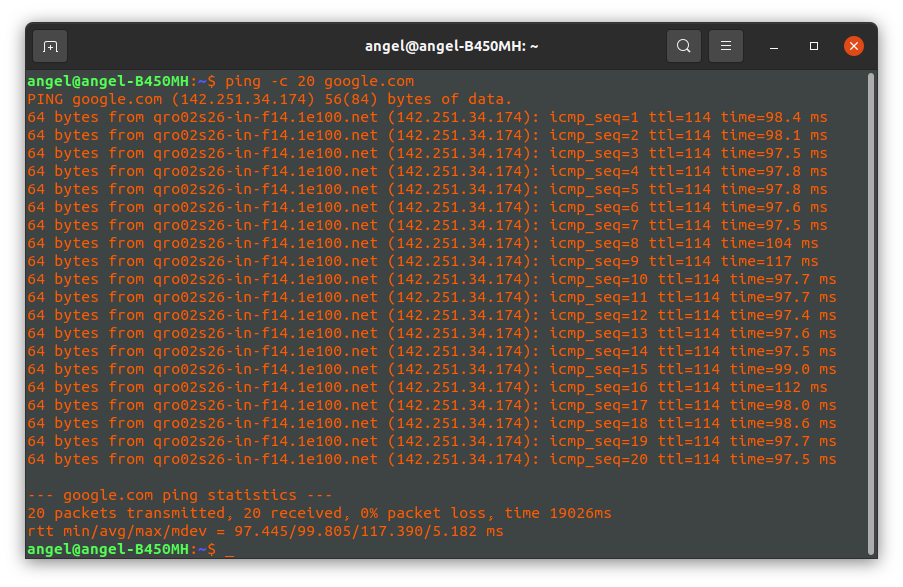 angel@angel-B450MH: ~
angel@angel-B450MH:~$ ping -c 20 google.com
PING google.com (142.251.34.174) 56(84) bytes of data.
64 bytes from qro02s26-in-f14.1e100.net (142.251.34.174): icmp_seq=1 ttl=114 time=98.4 ms
64 bytes from qro02s26-in-f14.1e100.net (142.251.34.174): icmp_seq=2 ttl=114 time=98.1 ms
64 bytes from qro02s26-in-f14.1e100.net (142.251.34.174): icmp_seq=3 ttl=114 time=97.5 ms
64 bytes from qro02s26-in-f14.1e100.net (142.251.34.174): icmp_seq=4 ttl=114 time=97.8 ms
64 bytes from qro02s26-in-f14.1e100.net (142.251.34.174): icmp_seq=5 ttl=114 time=97.8 ms
64 bytes from qro02s26-in-f14.1e100.net (142.251.34.174): icmp_seq=6 ttl=114 time=97.6 ms
64 bytes from qro02s26-in-f14.1e100.net (142.251.34.174): icmp_seq=7 ttl=114 time=97.5 ms
64 bytes from qro02s26-in-f14.1e100.net (142.251.34.174): icmp_seq=8 ttl=114 time=104 ms
64 bytes from qro02s26-in-f14.1e100.net (142.251.34.174): icmp_seq=9 ttl=114 time=117 ms
64 bytes from qro02s26-in-f14.1e100.net (142.251.34.174): icmp_seq=10 ttl=114 time=97.7 ms
64 bytes from qro02s26-in-f14.1e100.net (142.251.34.174): icmp_seq=11 ttl=114 time=97.7 ms
64 bytes from qro02s26-in-f14.1e100.net (142.251.34.174): icmp_seq=12 ttl=114 time=97.4 ms
64 bytes from qro02s26-in-f14.1e100.net (142.251.34.174): icmp_seq=13 ttl=114 time=97.6 ms
64 bytes from qro02s26-in-f14.1e100.net (142.251.34.174): icmp_seq=14 ttl=114 time=97.5 ms
64 bytes from qro02s26-in-f14.1e100.net (142.251.34.174): icmp_seq=15 ttl=114 time=99.0 ms
64 bytes from qro02s26-in-f14.1e100.net (142.251.34.174): icmp_seq=16 ttl=114 time=112 ms
64 bytes from qro02s26-in-f14.1e100.net (142.251.34.174): icmp_seq=17 ttl=114 time=98.0 ms
64 bytes from qro02s26-in-f14.1e100.net (142.251.34.174): icmp_seq=18 ttl=114 time=98.6 ms
64 bytes from qro02s26-in-f14.1e100.net (142.251.34.174): icmp_seq=19 ttl=114 time=97.7 ms
64 bytes from qro02s26-in-f14.1e100.net (142.251.34.174): icmp_seq=20 ttl=114 time=97.5 ms
--- google.com ping statistics ---
20 packets transmitted, 20 received, 0% packet loss, time 19026ms
rtt min/avg/max/mdev = 97.445/99.805/117.390/5.182 ms
angel@angel-B450MH:~$ _